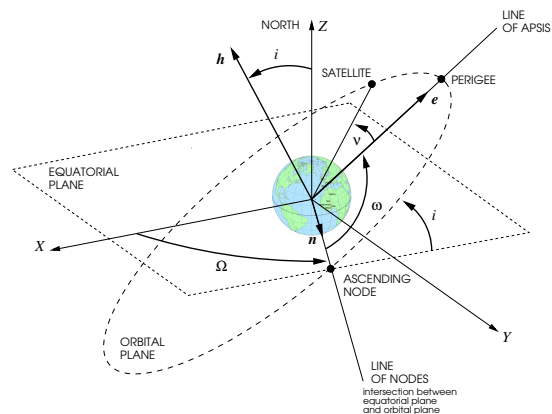 LINE
OF APSIS
NORTH
Z
h
i
SATELLITE
PERIGEE
e
ν
EQUATORIAL
PLANE
ω
i
n
X
Ω
ASCENDING
NODE
Y
ORBITAL
PLANE
LINE
OF NODES
intersection between
equatorial plane
and orbital plane